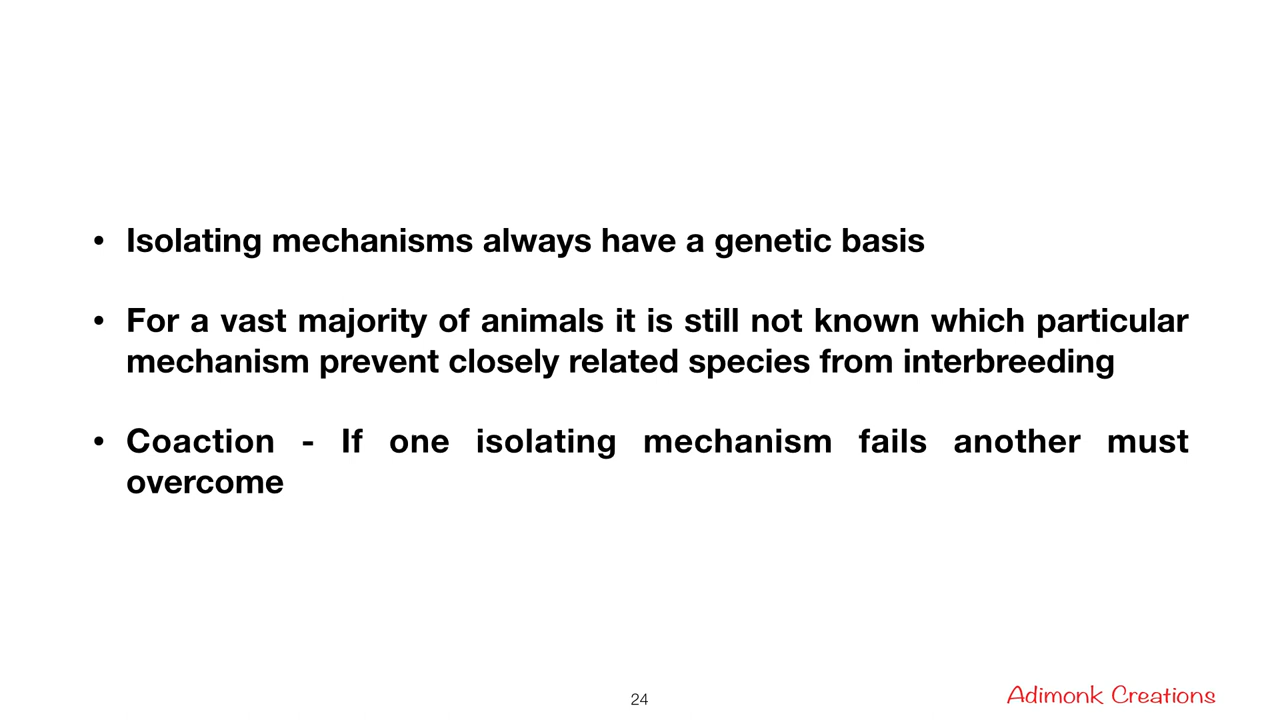 • Isolating mechanisms always have a genetic basis
• For a vast majority of animals it is still not known which particular
mechanism prevent closely related species from interbreeding
• Coaction - If one isolating mechanism fails another must
overcome
24
Adimonk Creations